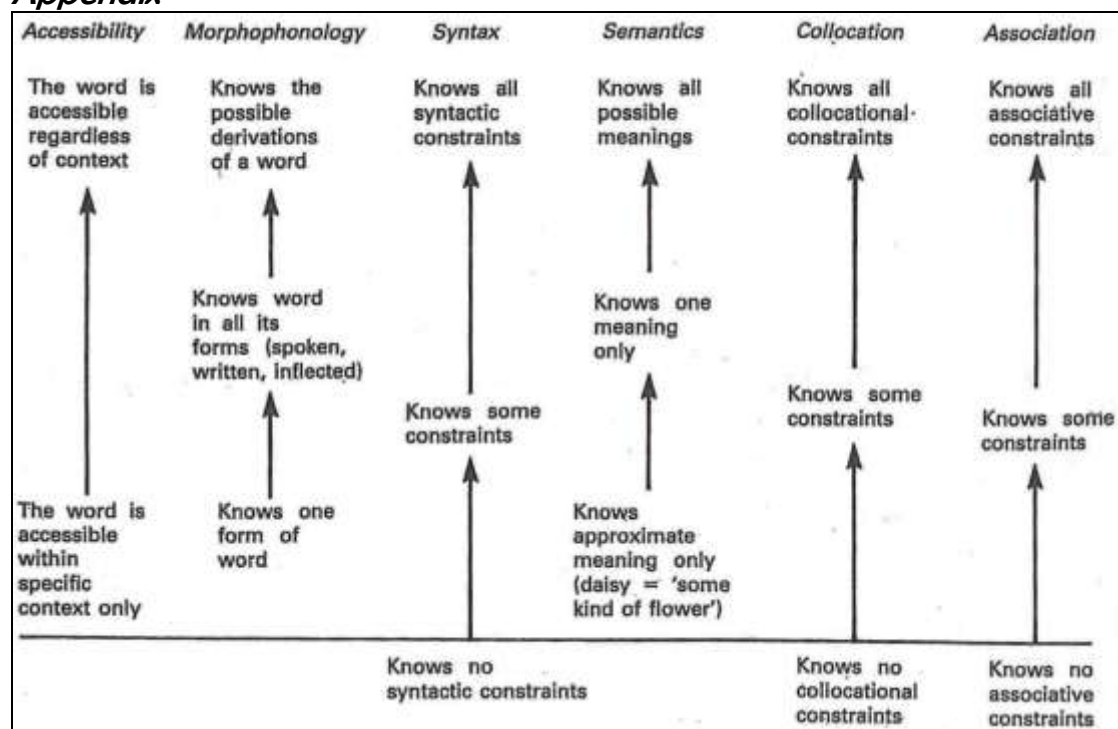 Appendix
Accessibility Morphophonology Syntax Semantics Collocation Association
The word is
accessible
regardless
of context
Knows the
possible
derivations
of a word
Knows all
syntactic
constraints
Knows all
possible
meanings
Knows all
collocational
constraints
Knows all
associative
constraints
Knows word
in all its
forms (spoken,
written, inflected)
Knows one
meaning
only
Knows some
constraints
Knows some
constraints
Knows some
constraints
The word is
accessible
within
specific
context only
Knows one
form of
word
Knows
approximate
meaning only
(daisy = 'some
kind of flower')
Knows no
syntactic constraints
Knows no
collocational
constraints
Knows no
associative
constraints